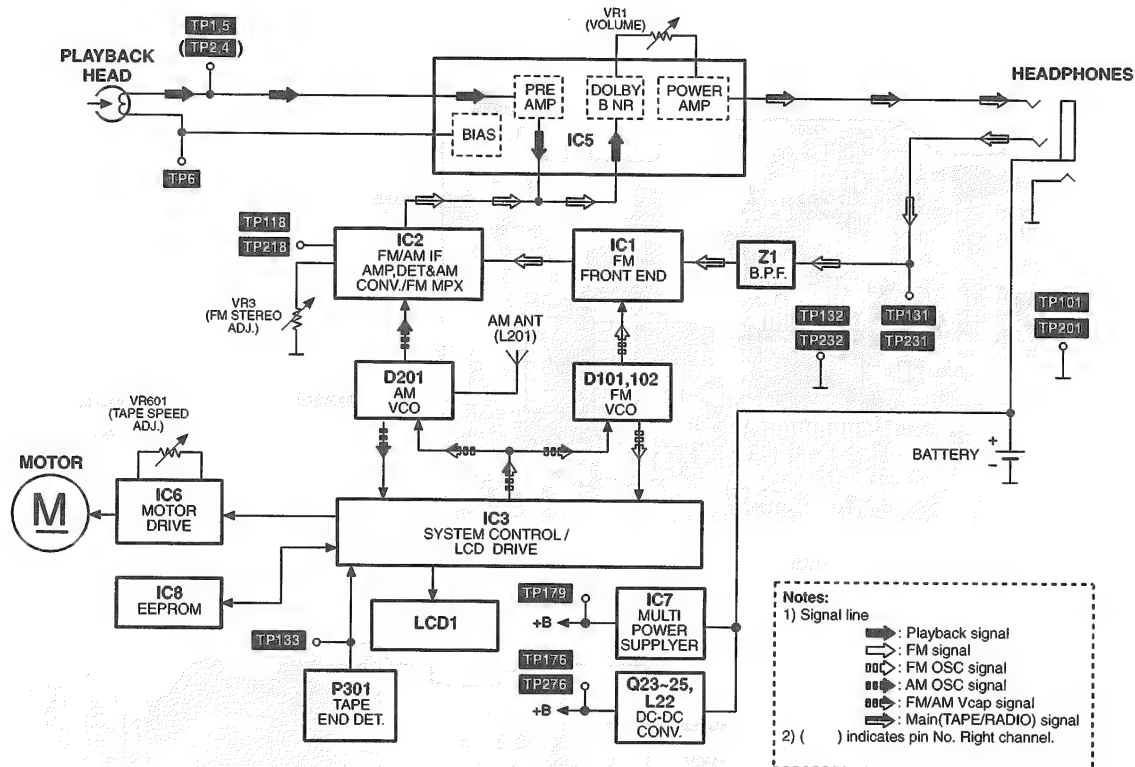 TP1,5
(TP2,4)
PLAYBACK
HEAD
TP6
VR1
(VOLUME)
PRE
AMP
DOLBY
B NR
POWER
AMP
BIAS
IC5
HEADPHONES
TP118
TP218
VR3
(FM STEREO
ADJ.)
IC2
FM/AM IF
AMP,DET&AM
CONV./FM MPX
IC1
FM
FRONT END
Z1
B.P.F.
AM ANT
(L201)
TP132
TP232
TP131
TP231
TP101
TP201
D201
AM
VCO
D101,102
FM
VCO
VR601
(TAPE SPEED
ADJ.)
MOTOR
M
IC6
MOTOR
DRIVE
IC3
SYSTEM CONTROL/
LCD DRIVE
BATTERY
+
-
IC8
EEPROM
LCD1
TP133
P301
TAPE
END DET.
TP179
+B
IC7
MULTI
POWER
SUPPLYER
TP176
TP276
+B
Q23~25,
L22
DC-DC
CONV.
Notes:
1) Signal line
: Playback signal
: FM signal
: FM OSC signal
: AM OSC signal
: FM/AM Vcap signal
: Main(TAPE/RADIO) signal
2) ( ) indicates pin No. Right channel.